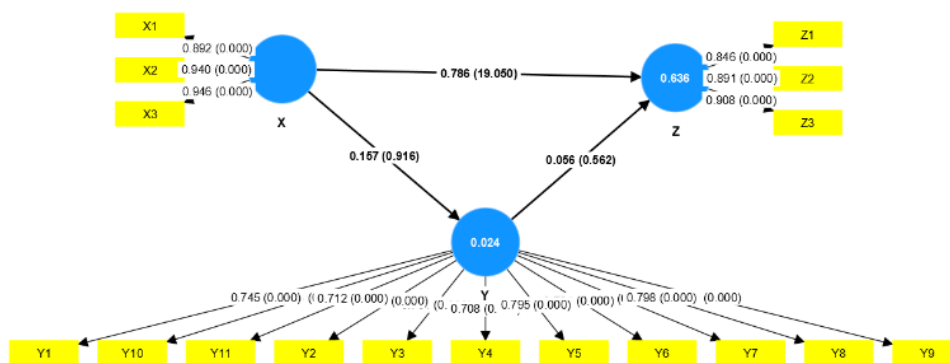 X1
Z1
0.892 (0.000)
0.846 (0.000)
X2
0.940 (0.000)
0.786 (19.050)
0.636
0.891 (0.000)
Z2
0.946 (0.000)
0.908 (0.000)
X3
X
Z
Z3
0.157 (0.916)
0.056 (0.562)
0.024
Y
0.745 (0.000)
0.712 (0.000)
(0.000)
0.708 (0.
0.795 (0.000)
(0.000)
0.798 (0.000)
(0.000)
Y1 Y10 Y11 Y2 Y3 Y4 Y5 Y6 Y7 Y8 Y9